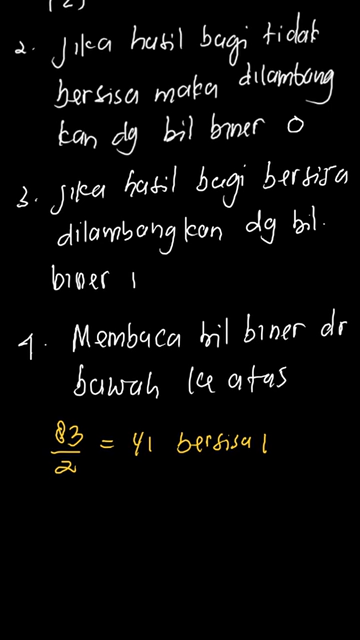 (2)
2. Jika hasil bagi tidak
bersisa maka dilambang
kan dg bil biner 0
3. Jika hasil bagi bersisa
dilambangkan dg bil.
biner 1
4. Membaca bil biner dr
bawah ke atas
83/2 = 41 bersisa 1